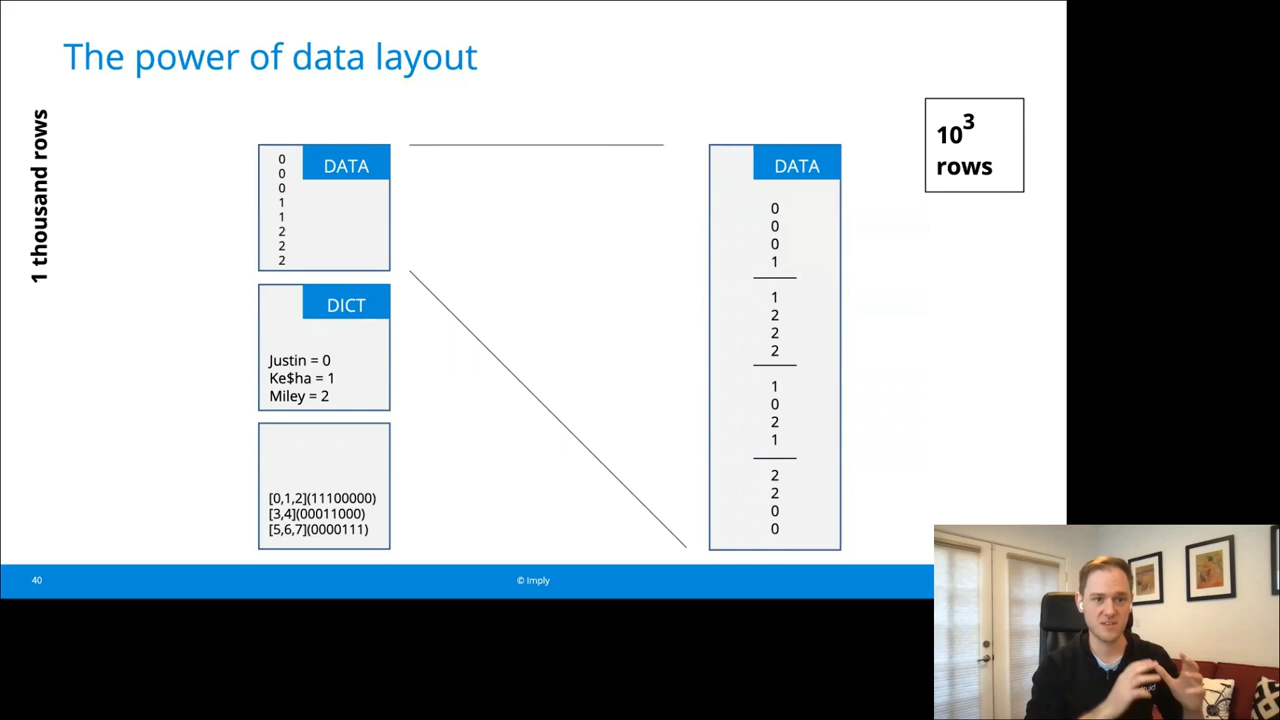 The power of data layout
1 thousand rows
10^3
rows
DATA
0
0
0
1
1
2
2
2
DICT
Justin = 0
Ke$ha = 1
Miley = 2
[0,1,2](11100000)
[3,4](00011000)
[5,6,7](0000111)
DATA
0
0
0
1
1
2
2
2
1
0
2
1
2
2
0
0
40
© Imply